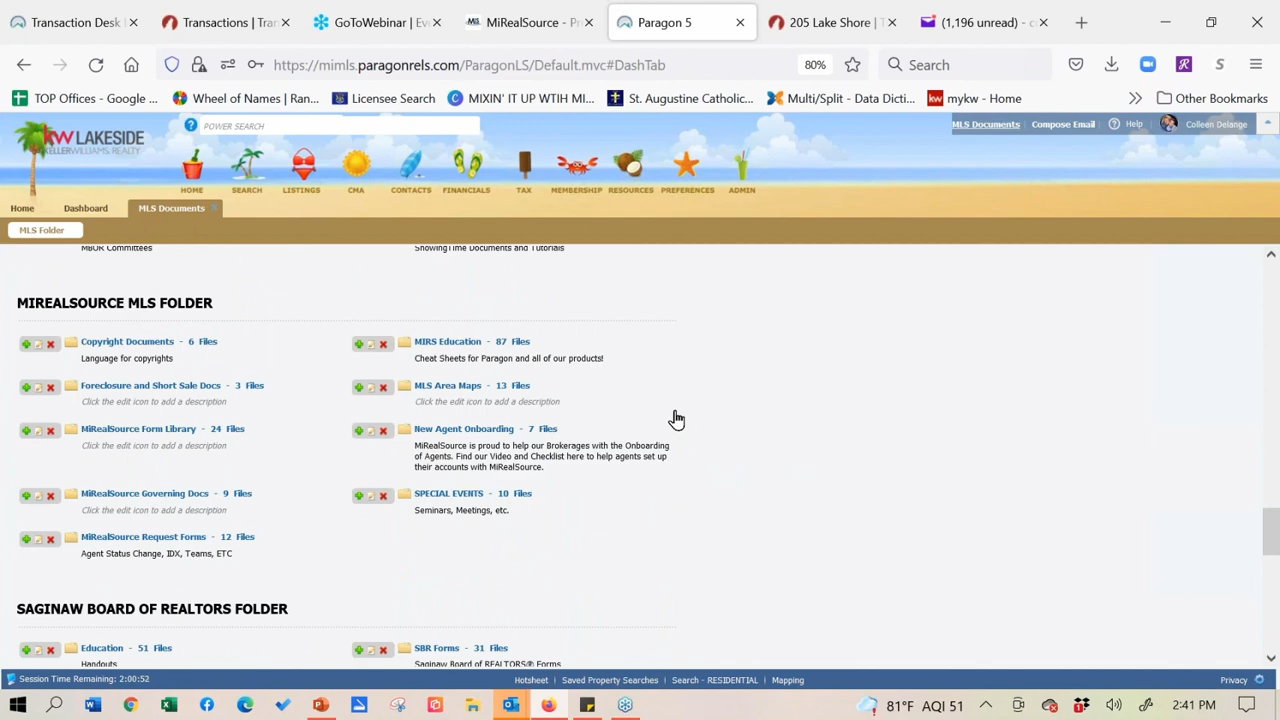 Transaction Desk
Transactions | Tran
GoToWebinar | Eve
MiRealSource - Pri
Paragon 5
205 Lake Shore | T
(1,196 unread) - c
https://mimls.paragonrels.com/ParagonLS/Default.mvc#DashTab
80%
Search
TOP Offices - Google ...
Wheel of Names | Ran...
Licensee Search
MIXIN' IT UP WTIH MI...
St. Augustine Catholic...
Multi/Split - Data Dicti...
mykw - Home
Other Bookmarks
kw LAKESIDE
KELLERWILLIAMS. REALTY
POWER SEARCH
MLS Documents
Compose Email
Help
Colleen Delange
HOME
SEARCH
LISTINGS
CMA
CONTACTS
FINANCIALS
TAX
MEMBERSHIP
RESOURCES
PREFERENCES
ADMIN
Home
Dashboard
MLS Documents
MLS Folder
MBOR Committees
ShowingTime Documents and Tutorials
MIREALSOURCE MLS FOLDER
Copyright Documents - 6 Files
Language for copyrights
MIRS Education - 87 Files
Cheat Sheets for Paragon and all of our products!
Foreclosure and Short Sale Docs - 3 Files
Click the edit icon to add a description
MLS Area Maps - 13 Files
Click the edit icon to add a description
MiRealSource Form Library - 24 Files
Click the edit icon to add a description
New Agent Onboarding - 7 Files
MiRealSource is proud to help our Brokerages with the Onboarding
of Agents. Find our Video and Checklist here to help agents set up
their accounts with MiRealSource.
MiRealSource Governing Docs - 9 Files
Click the edit icon to add a description
SPECIAL EVENTS - 10 Files
Seminars, Meetings, etc.
MiRealSource Request Forms - 12 Files
Agent Status Change, IDX, Teams, ETC
SAGINAW BOARD OF REALTORS FOLDER
Education - 51 Files
Handouts
SBR Forms - 31 Files
Saginaw Board of REALTORS® Forms
Session Time Remaining: 2:00:52
Hotsheet
Saved Property Searches
Search - RESIDENTIAL
Mapping
Privacy
81°F AQI 51
2:41 PM